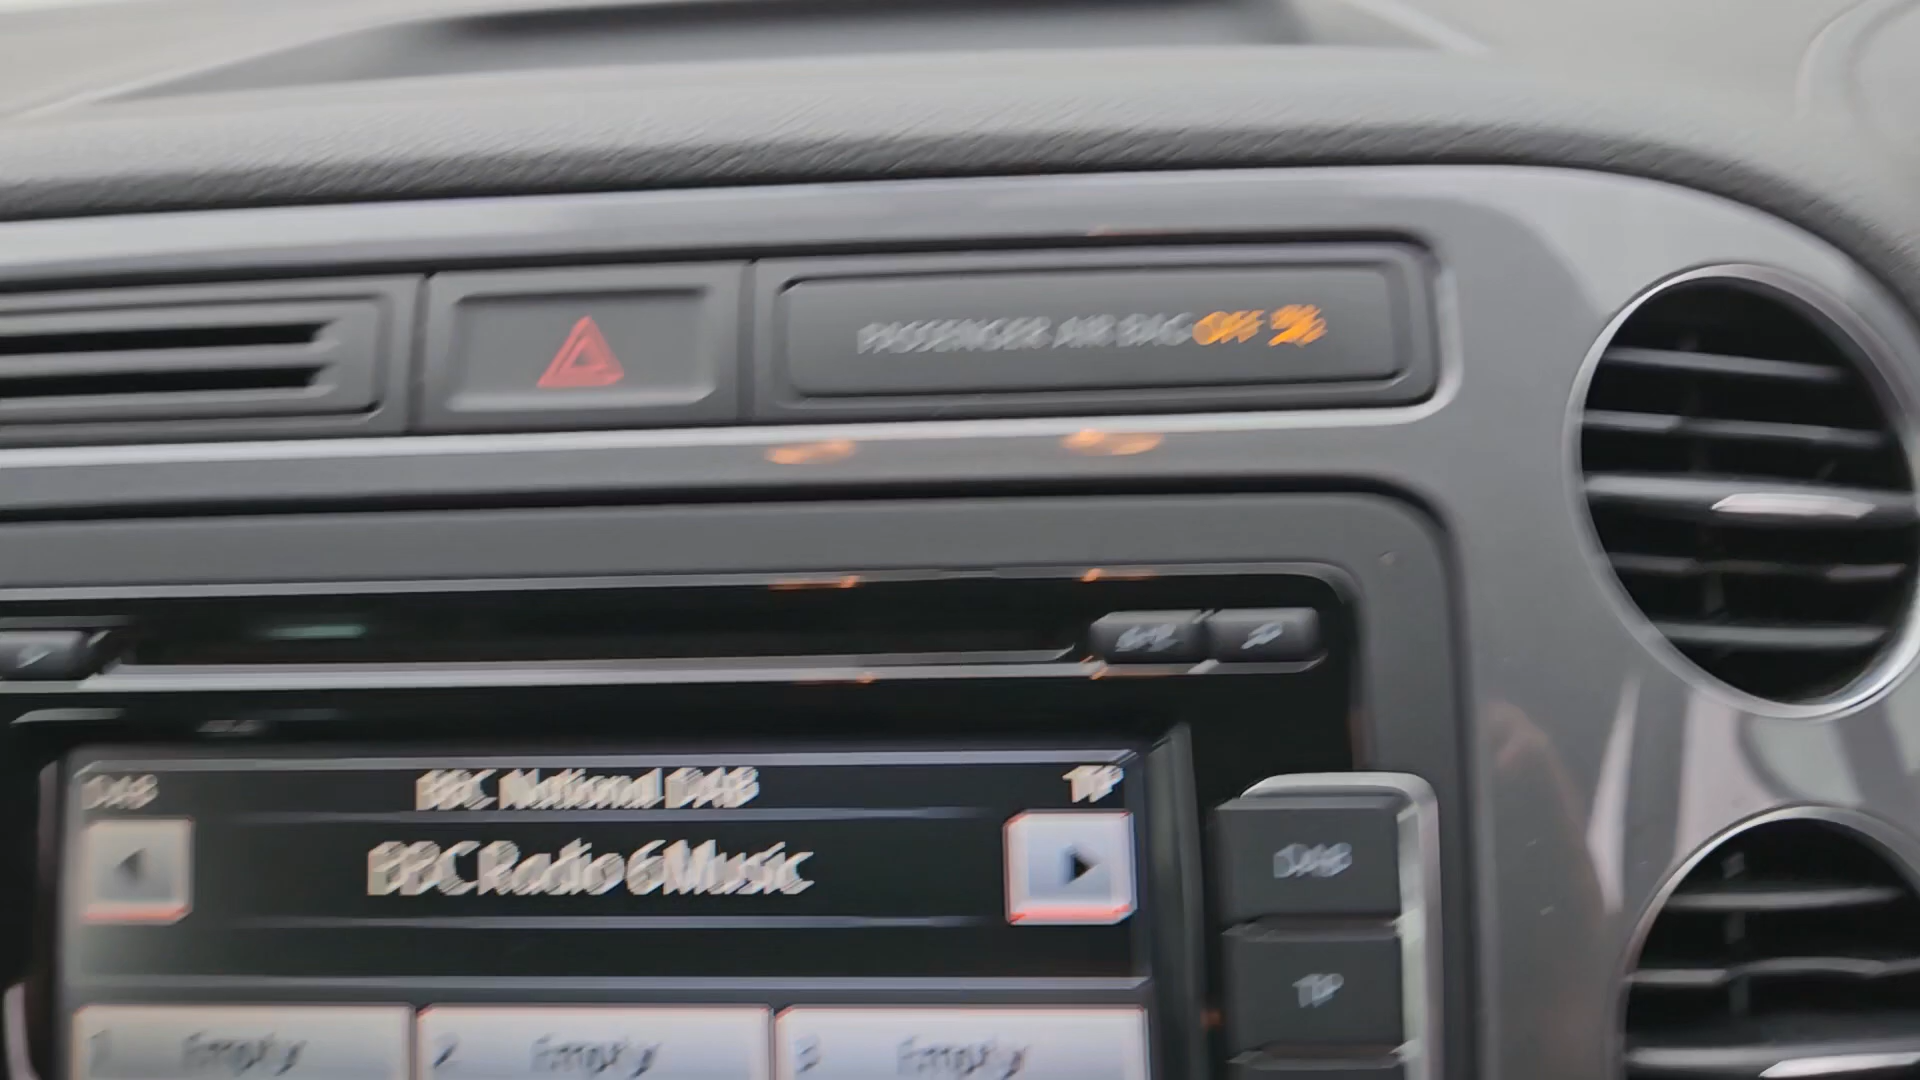 PASSENGER AIR BAG OFF
DAB BBC National DAB TP
BBC Radio 6Music
DAB
TP
1 Empty 2 Empty 3 Empty